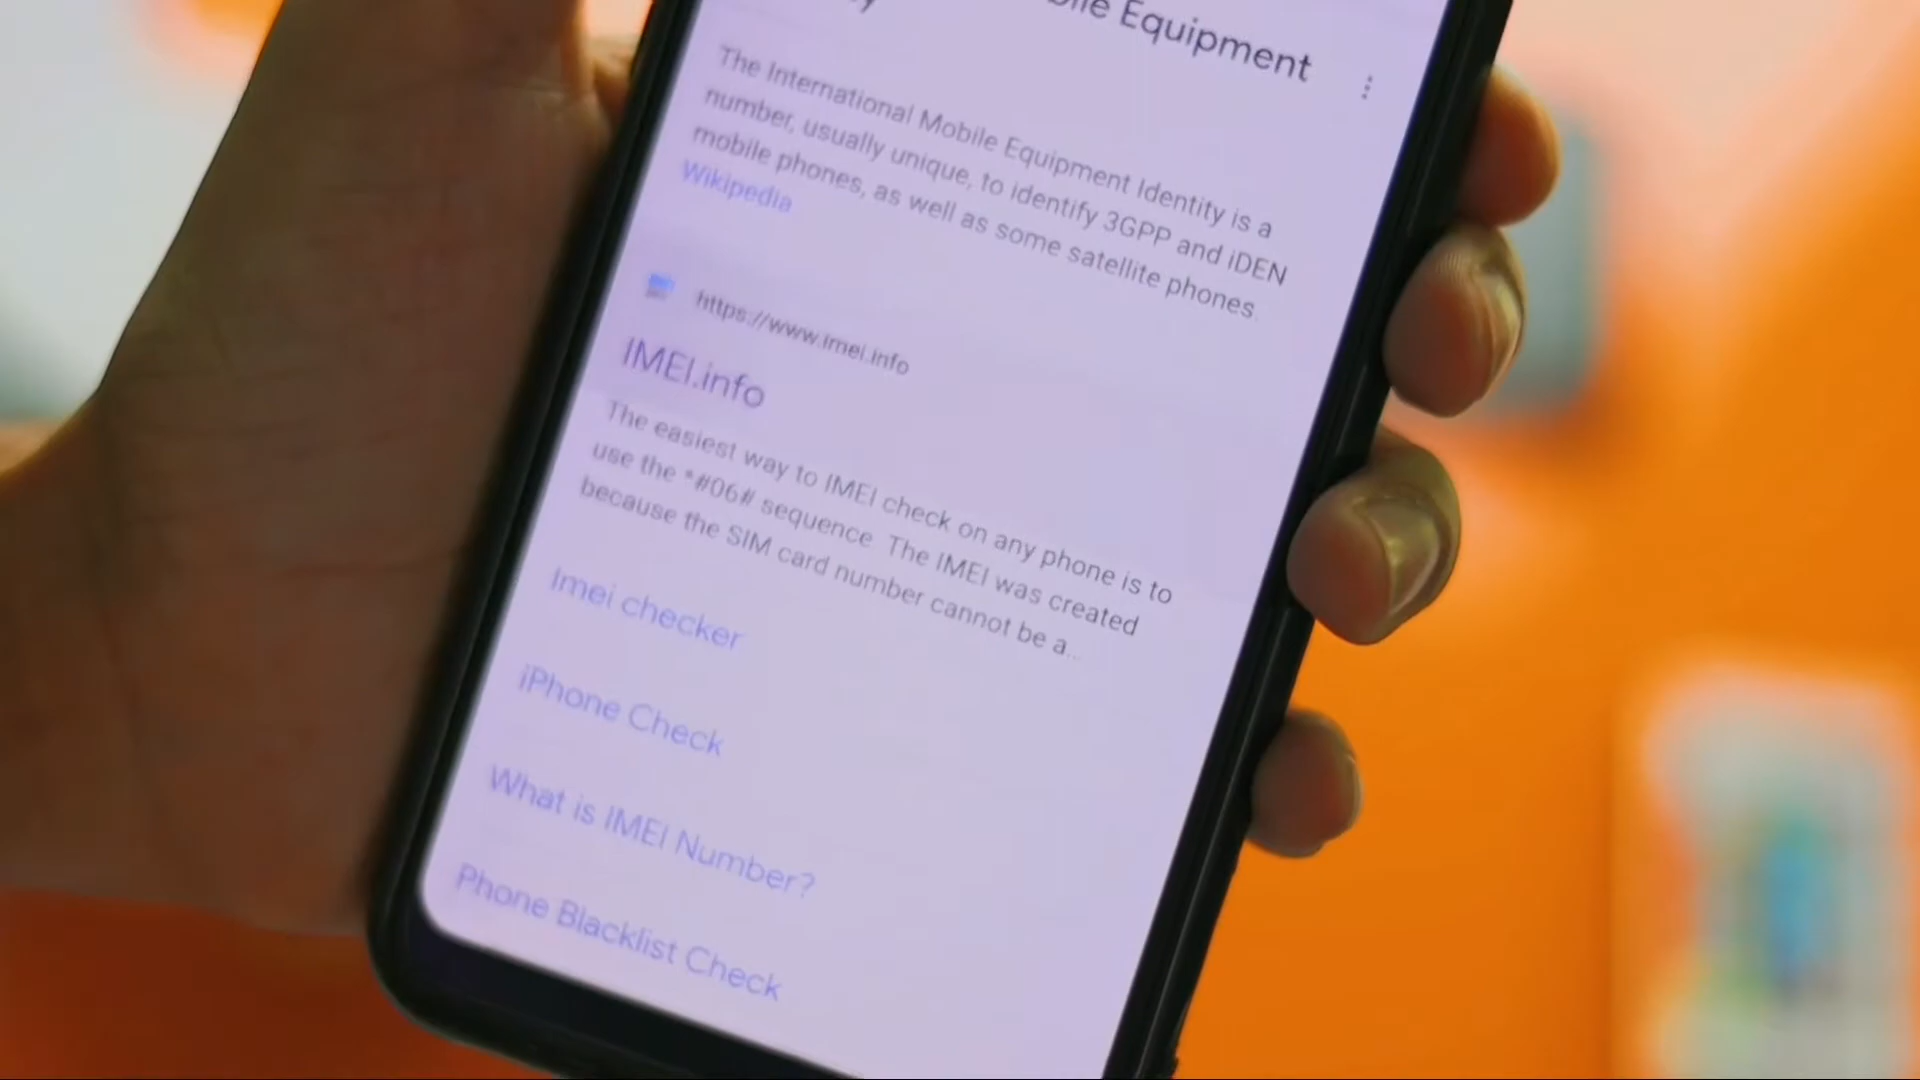 Equipment
The International Mobile Equipment Identity is a
number, usually unique, to identify 3GPP and iDEN
mobile phones, as well as some satellite phones.
Wikipedia
https://www.imei.info
IMEI.info
The easiest way to IMEI check on any phone is to
use the *#06# sequence. The IMEI was created
because the SIM card number cannot be a...
Imei checker
iPhone Check
What is IMEI Number?
Phone Blacklist Check